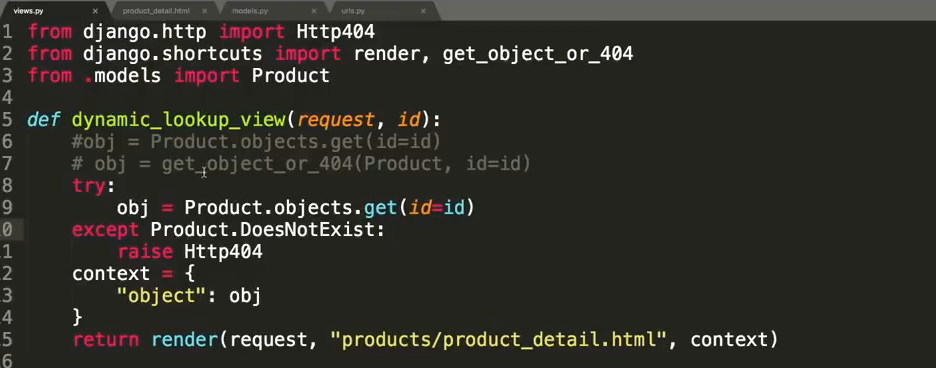 views.py × product_detail.html × models.py × urls.py ×
1 from django.http import Http404
2 from django.shortcuts import render, get_object_or_404
3 from .models import Product
4
5 def dynamic_lookup_view(request, id):
6 #obj = Product.objects.get(id=id)
7 # obj = get_object_or_404(Product, id=id)
8 try:
9 obj = Product.objects.get(id=id)
0 except Product.DoesNotExist:
1 raise Http404
2 context = {
3 "object": obj
4 }
5 return render(request, "products/product_detail.html", context)
6